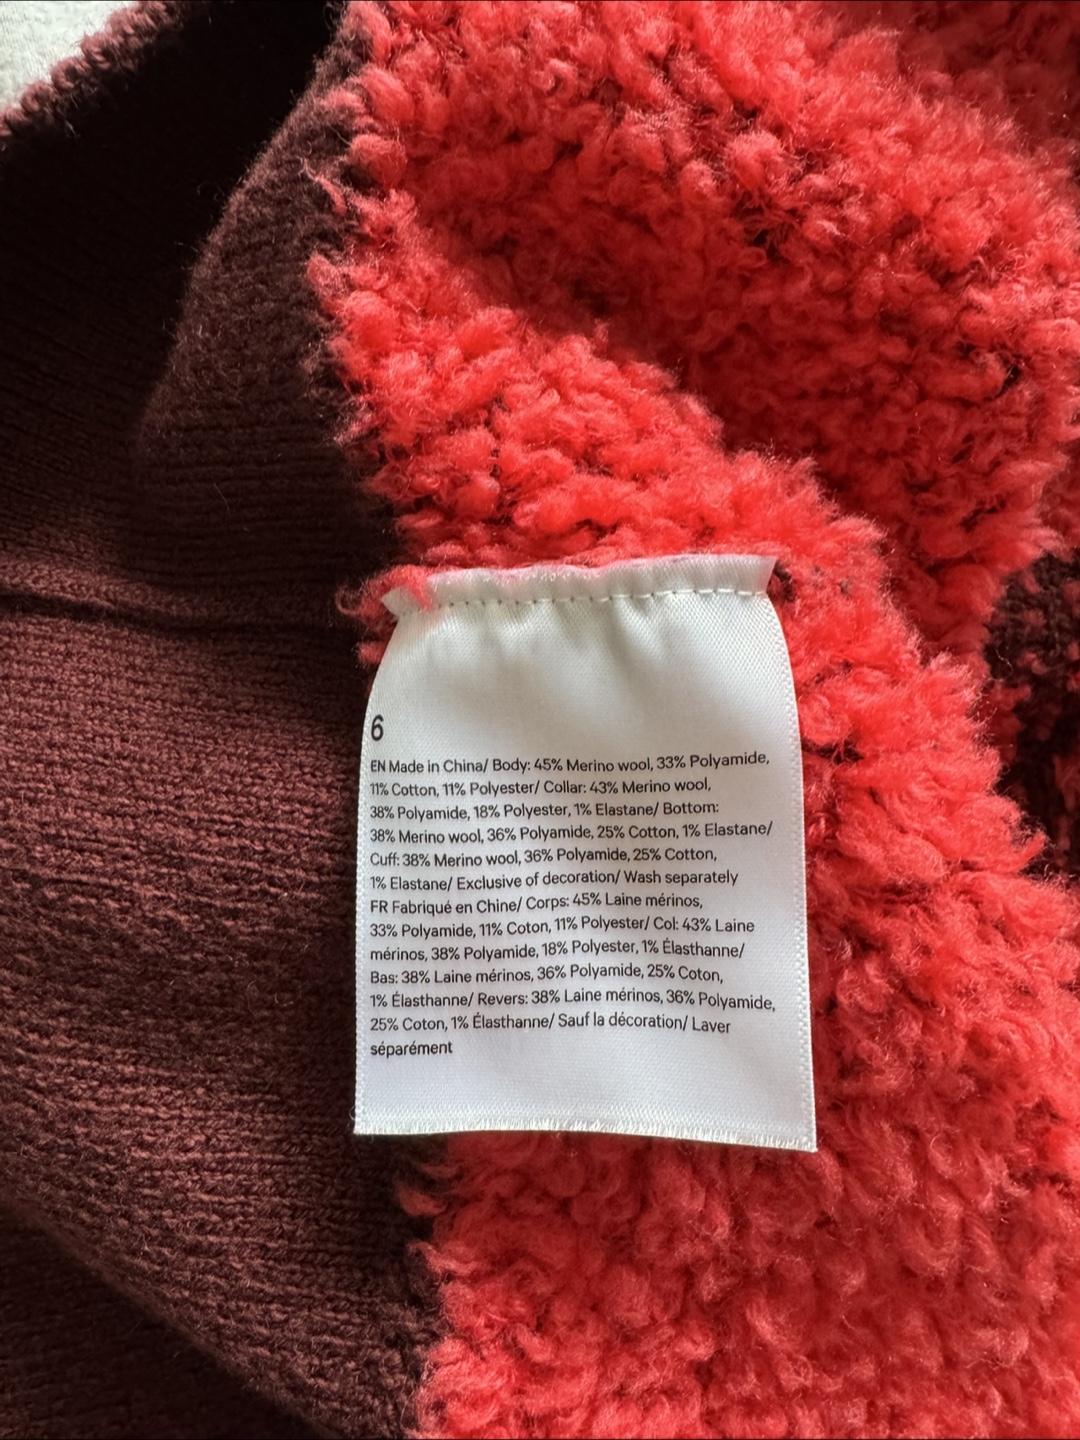 6
EN Made in China/ Body: 45% Merino wool, 33% Polyamide,
11% Cotton, 11% Polyester/ Collar: 43% Merino wool,
38% Polyamide, 18% Polyester, 1% Elastane/ Bottom:
38% Merino wool, 36% Polyamide, 25% Cotton, 1% Elastane/
Cuff: 38% Merino wool, 36% Polyamide, 25% Cotton,
1% Elastane/ Exclusive of decoration/ Wash separately
FR Fabriqué en Chine/ Corps: 45% Laine mérinos,
33% Polyamide, 11% Coton, 11% Polyester/ Col: 43% Laine
mérinos, 38% Polyamide, 18% Polyester, 1% Élasthanne/
Bas: 38% Laine mérinos, 36% Polyamide, 25% Coton,
1% Élasthanne/ Revers: 38% Laine mérinos, 36% Polyamide,
25% Coton, 1% Élasthanne/ Sauf la décoration/ Laver
séparément